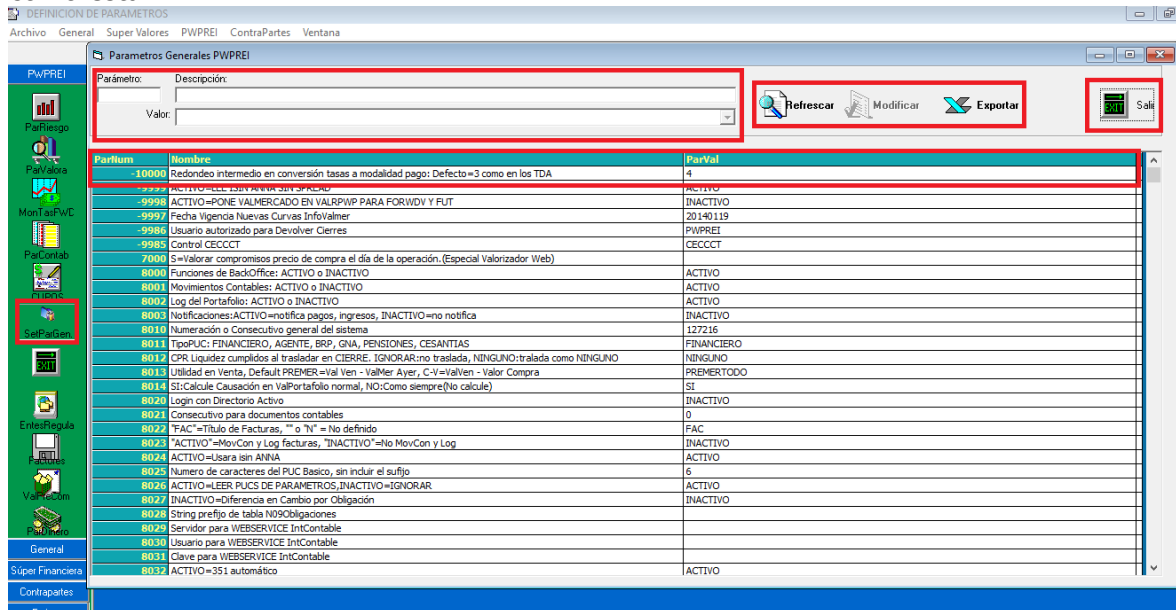 DEFINICION DE PARAMETROS
Archivo General Super Valores PWPREI ContraPartes Ventana
Parametros Generales PWPREI
PWPREI
Parámetro: Descripción:
Valor:
Refrescar Modificar Exportar
EXIT Salir
ParRiesgo
ParValora
MonTasFWD
ParContab
CUPOS
SetParGen.
EXIT
EntesRegula
Factores
ValPreCom
ParDinero
General
Súper Financiera
Contrapartes
ParNum Nombre ParVal
-10000 Redondeo intermedio en conversión tasas a modalidad pago: Defecto=3 como en los TDA 4
-9999 ACTIVO=LEE ISIN ANNA SIN SPREAD ACTIVO
-9998 ACTIVO=PONE VALMERCADO EN VALRPWP PARA FORWDV Y FUT INACTIVO
-9997 Fecha Vigencia Nuevas Curvas InfoValmer 20140119
-9986 Usuario autorizado para Devolver Cierres PWPREI
-9985 Control CECCCT CECCCT
7000 S=Valorar compromisos precio de compra el día de la operación.(Especial Valorizador Web)
8000 Funciones de BackOffice: ACTIVO o INACTIVO ACTIVO
8001 Movimientos Contables: ACTIVO o INACTIVO ACTIVO
8002 Log del Portafolio: ACTIVO o INACTIVO ACTIVO
8003 Notificaciones:ACTIVO=notifica pagos, ingresos, INACTIVO=no notifica INACTIVO
8010 Numeración o Consecutivo general del sistema 127216
8011 TipoPUC: FINANCIERO, AGENTE, BRP, GNA, PENSIONES, CESANTIAS FINANCIERO
8012 CPR Liquidez cumplidos al trasladar en CIERRE. IGNORAR:no traslada, NINGUNO:tralada como NINGUNO NINGUNO
8013 Utilidad en Venta, Default PREMER=Val Ven - ValMer Ayer, C-V=ValVen - Valor Compra PREMERTODO
8014 SI:Calcule Causación en ValPortafolio normal, NO:Como siempre(No calcule) SI
8020 Login con Directorio Activo INACTIVO
8021 Consecutivo para documentos contables 0
8022 "FAC"=Título de Facturas, "" o "N" = No definido FAC
8023 "ACTIVO"=MovCon y Log facturas, "INACTIVO"=No MovCon y Log INACTIVO
8024 ACTIVO=Usara isin ANNA ACTIVO
8025 Numero de caracteres del PUC Basico, sin incluir el sufijo 6
8026 ACTIVO=LEER PUCS DE PARAMETROS,INACTIVO=IGNORAR ACTIVO
8027 INACTIVO=Diferencia en Cambio por Obligación INACTIVO
8028 String prefijo de tabla N09Obligaciones
8029 Servidor para WEBSERVICE IntContable
8030 Usuario para WEBSERVICE IntContable
8031 Clave para WEBSERVICE IntContable
8032 ACTIVO=351 automático ACTIVO